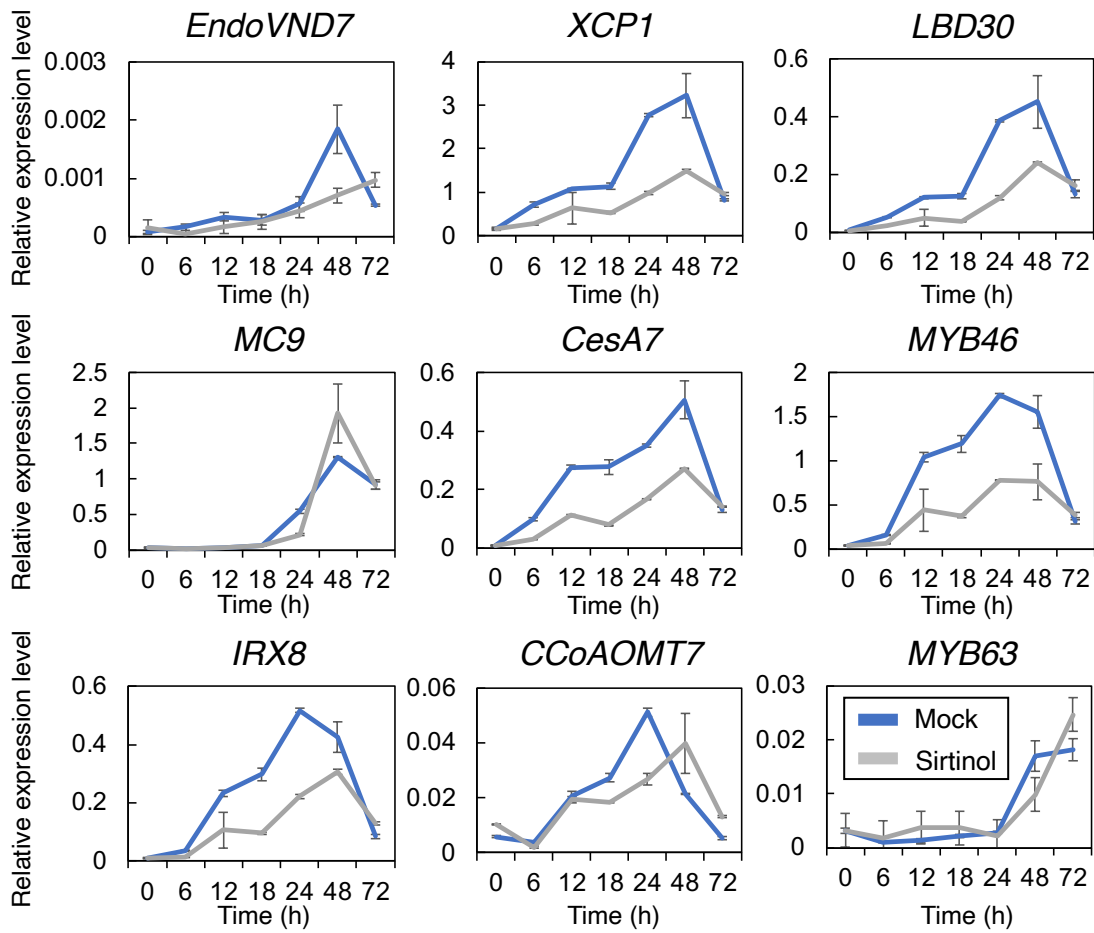 EndoVND7 XCP1 LBD30
Relative expression level
0.003
0.002
0.001
0
0 6 12 18 24 48 72
Time (h)
4
3
2
1
0
0 6 12 18 24 48 72
Time (h)
0.6
0.4
0.2
0
0 6 12 18 24 48 72
Time (h)
MC9 CesA7 MYB46
Relative expression level
2.5
2
1.5
1
0.5
0
0 6 12 18 24 48 72
Time (h)
0.6
0.4
0.2
0
0 6 12 18 24 48 72
Time (h)
2
1.5
1
0.5
0
0 6 12 18 24 48 72
Time (h)
IRX8 CCoAOMT7 MYB63
Relative expression level
0.6
0.4
0.2
0
0 6 12 18 24 48 72
Time (h)
0.06
0.04
0.02
0
0 6 12 18 24 48 72
Time (h)
0.03
0.02
0.01
0
Mock
Sirtinol
0 6 12 18 24 48 72
Time (h)